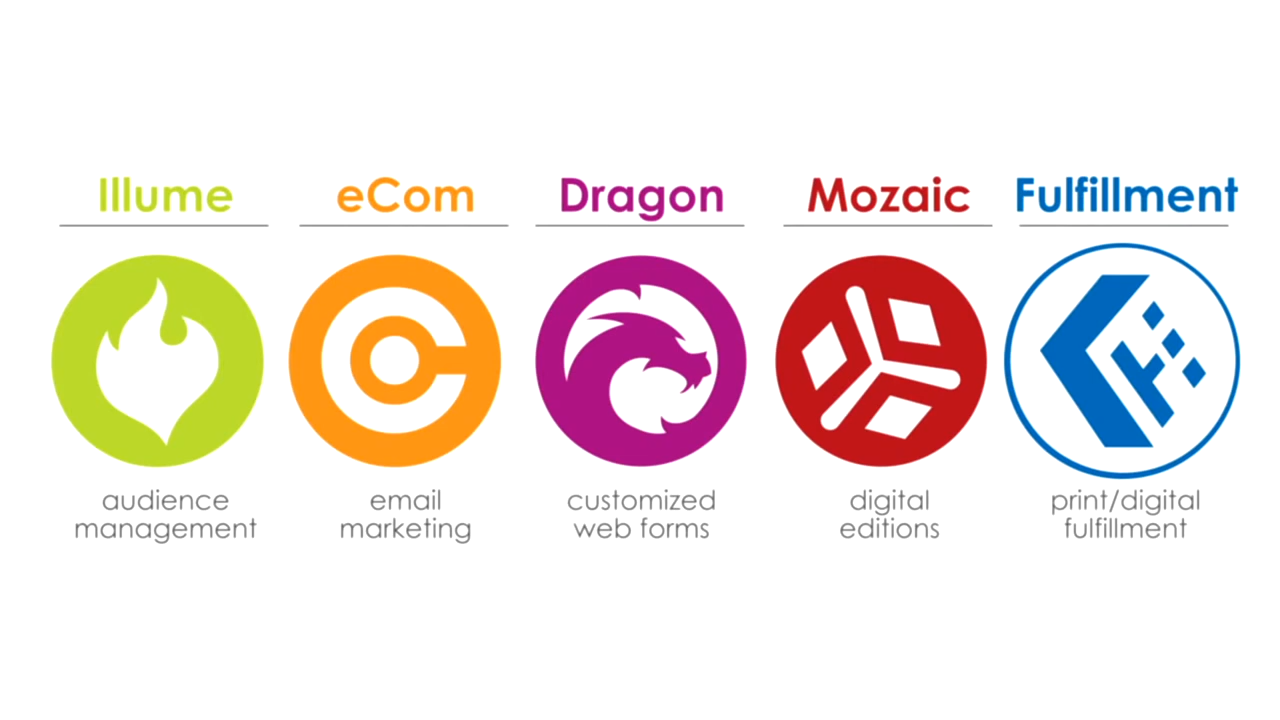 Illume
eCom
Dragon
Mozaic
Fulfillment
audience
management
email
marketing
customized
web forms
digital
editions
print/digital
fulfillment